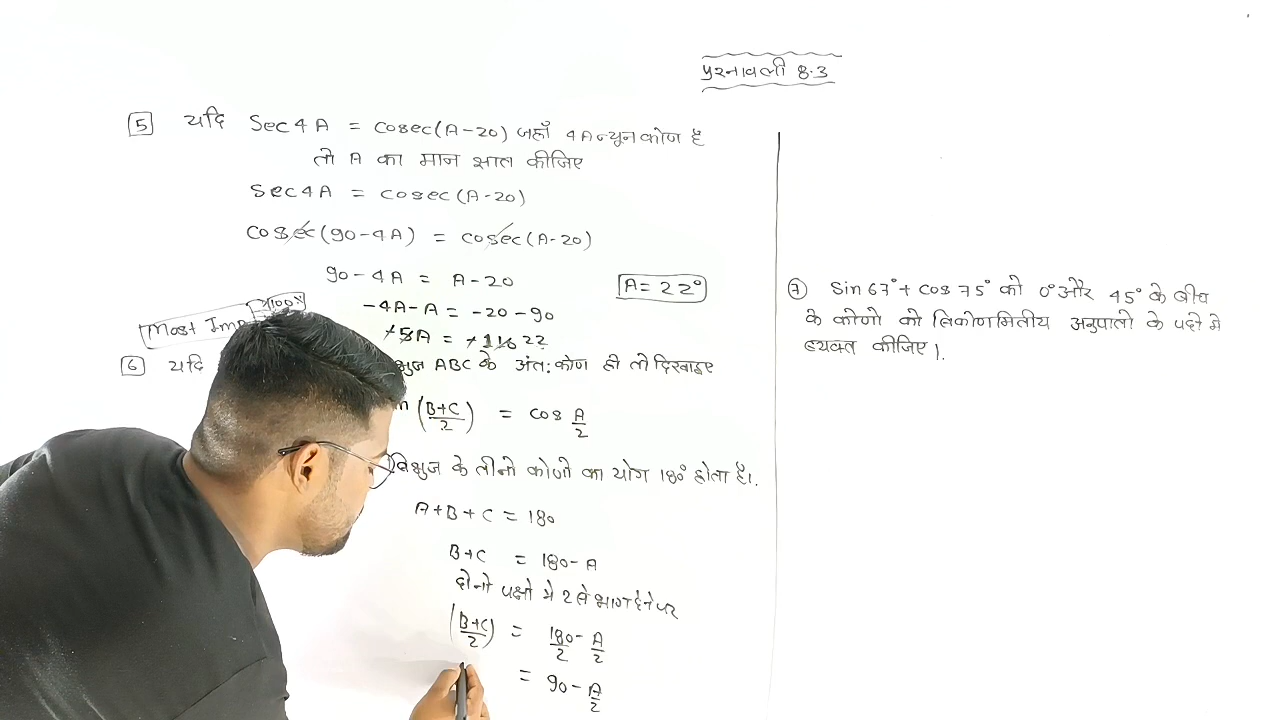 प्रश्नावली 8.3
5 यदि Sec4A = cosec(A-20) जहाँ 4A न्यून कोण है
तो A का मान ज्ञात कीजिए
Sec4A = cosec(A-20)
cosec(90-4A) = cosec(A-20)
90-4A = A-20
A=22°
-4A-A = -20-90
+5A = +110 22
Most Imp 100%
6 यदि
भुज ABC के अंत: कोण हो तो दिखाइए
(B+C/2) = cos A/2
त्रिभुज के तीनो कोणो का योग 180° होता है।
A+B+C = 180
B+C = 180-A
दोनो पक्षो मे 2 से भाग देने पर
(B+C/2) = 180/2 - A/2
= 90 - A/2
7 Sin 67° + Cos 75° को 0° और 45° के बीच
के कोणो को त्रिकोणमितीय अनुपातो के पदो मे
व्यक्त कीजिए।